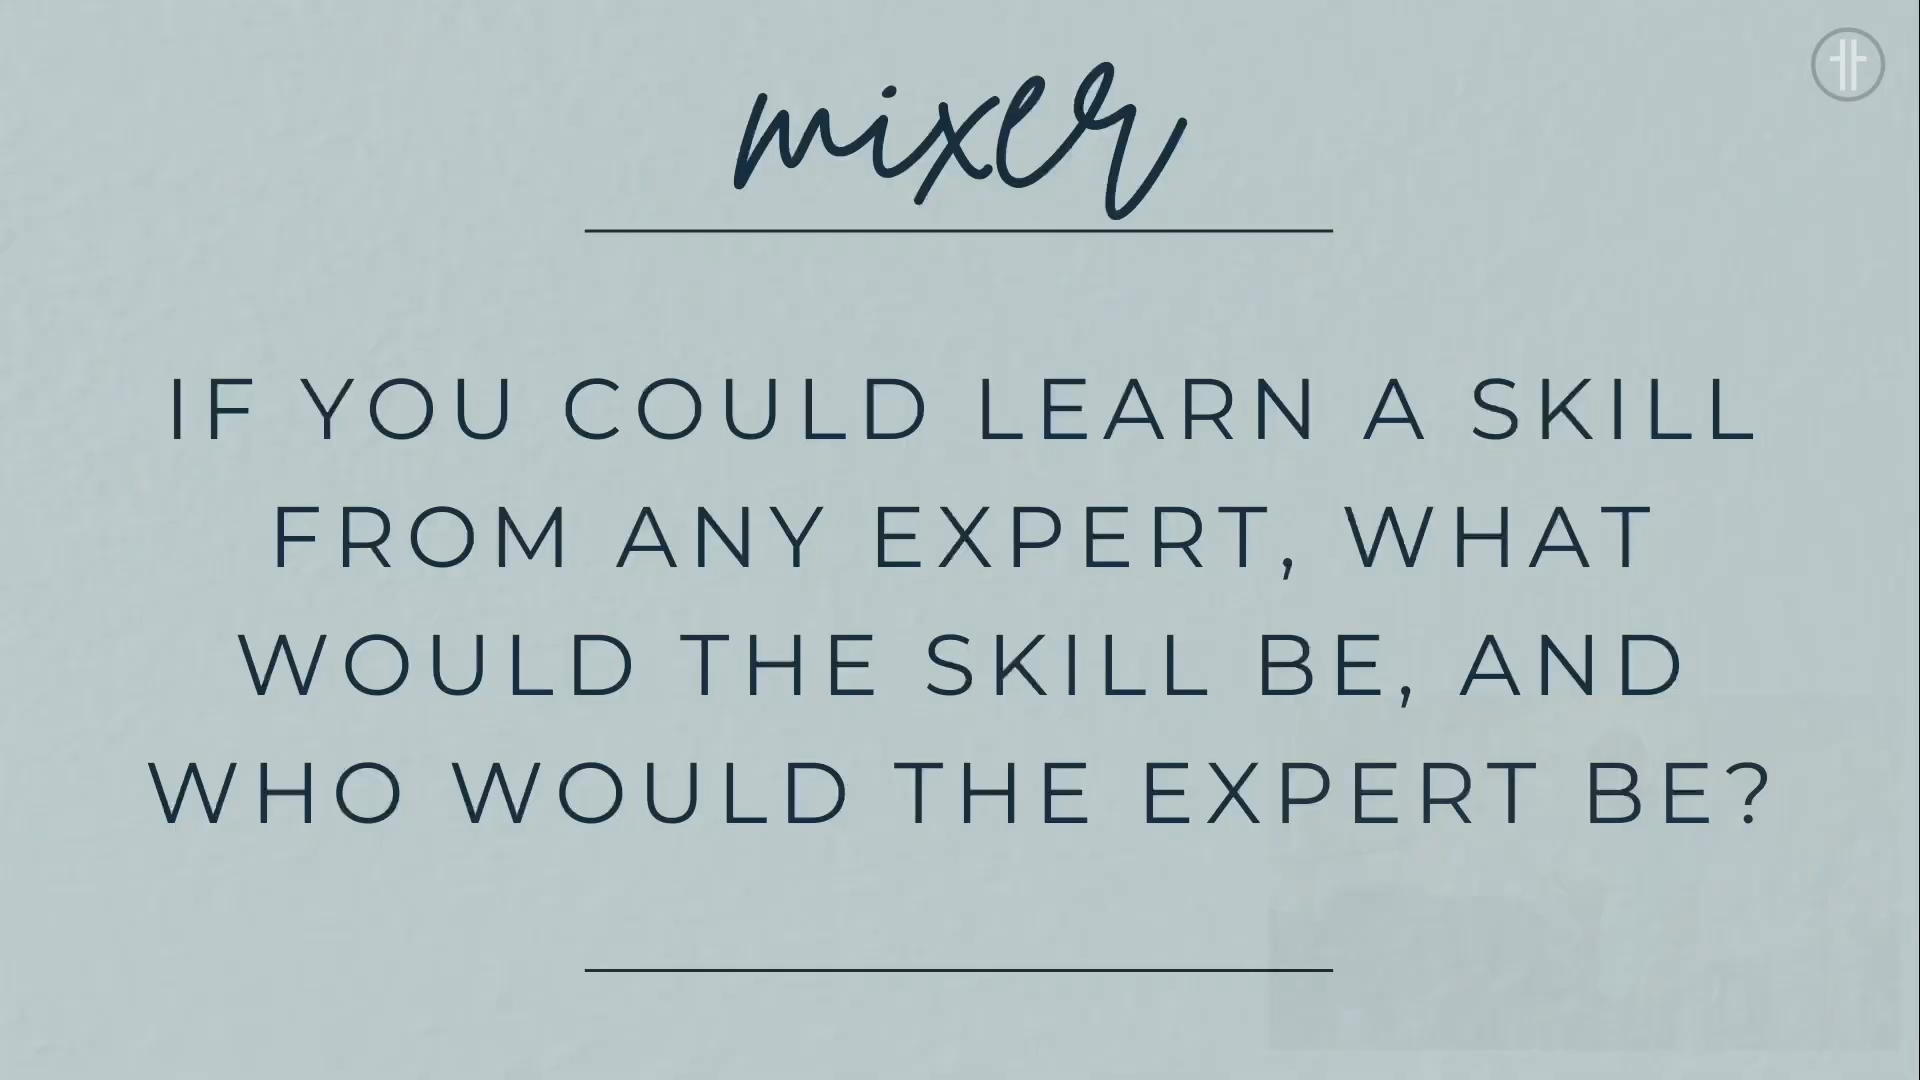 mixer
IF YOU COULD LEARN A SKILL
FROM ANY EXPERT, WHAT
WOULD THE SKILL BE, AND
WHO WOULD THE EXPERT BE?